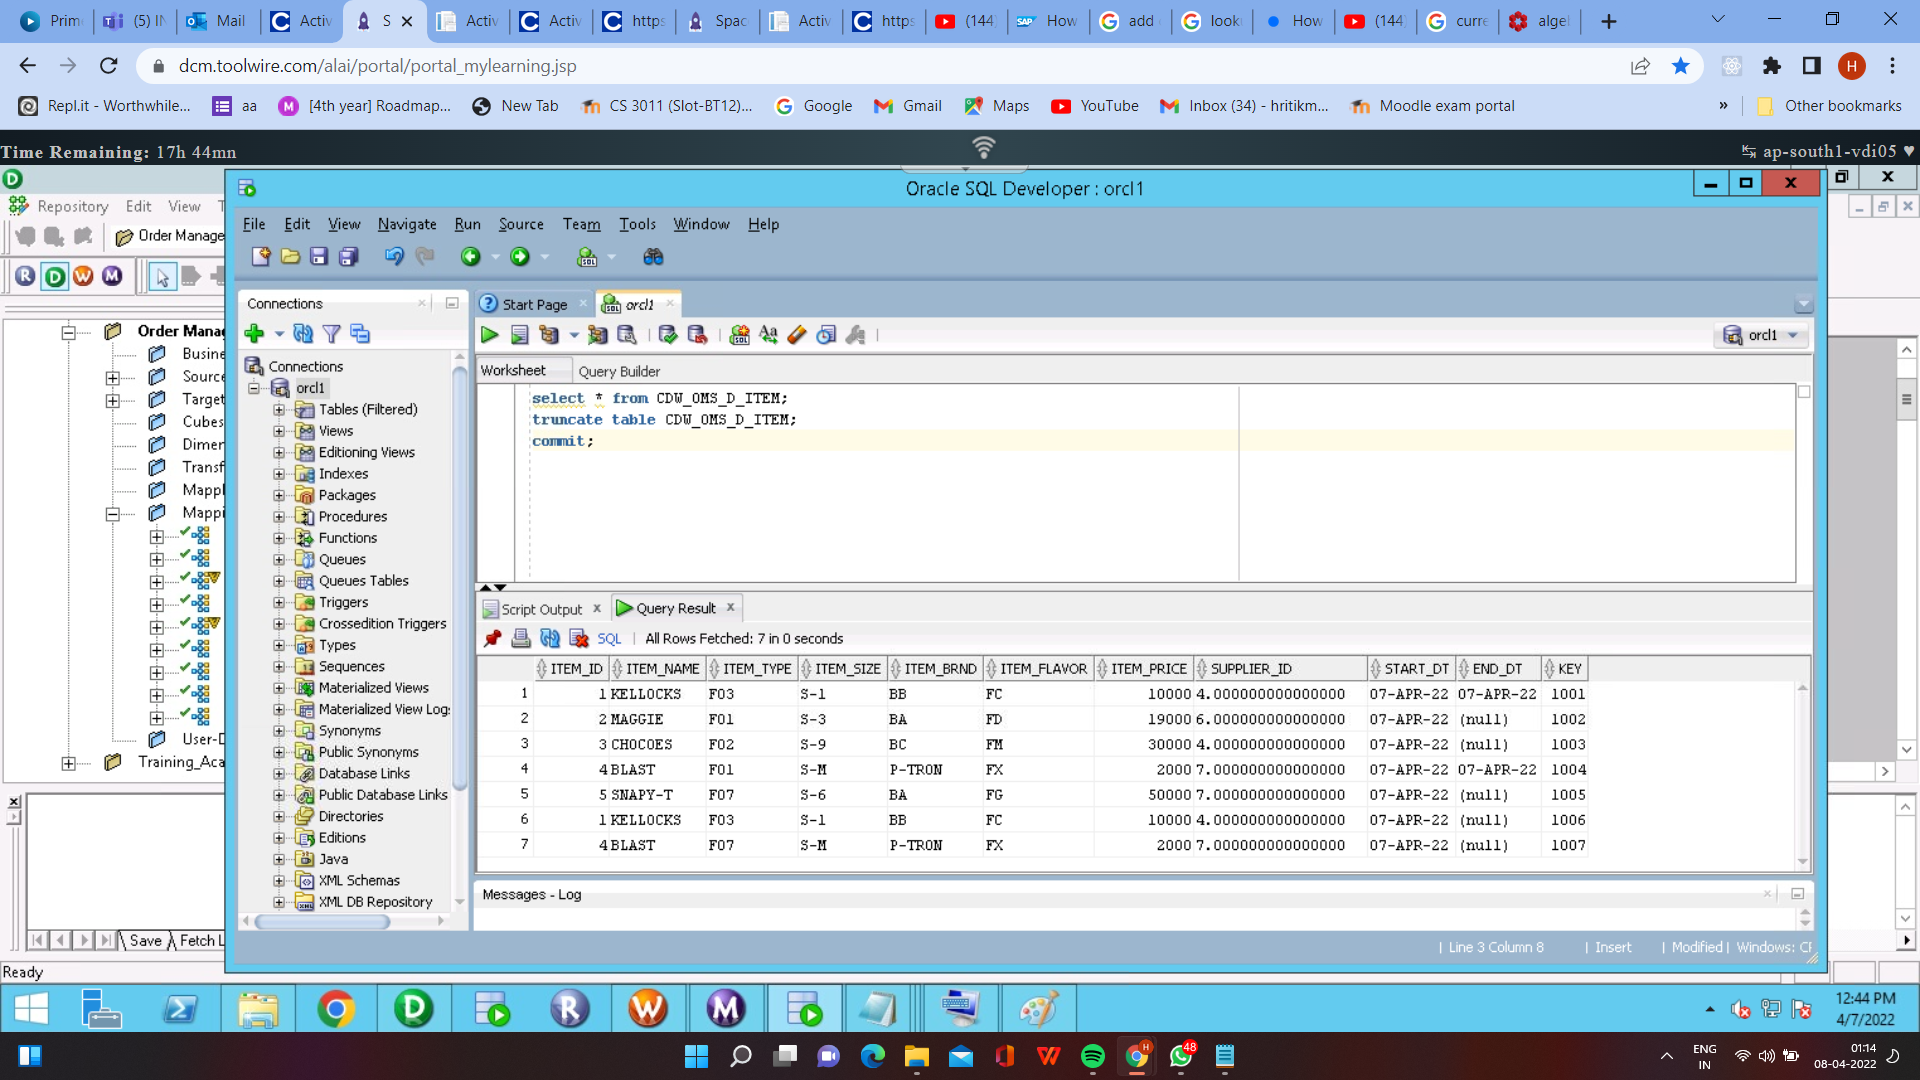 Prime
(5) IN
Mail
Activ
S
Activ
Activ
https
Spac
Activ
https
(144
How
add
look
How
(144
curre
algel
dcm.toolwire.com/alai/portal/portal_mylearning.jsp
H
Repl.it - Worthwhile...
aa
[4th year] Roadmap...
New Tab
CS 3011 (Slot-BT12)...
Google
Gmail
Maps
YouTube
Inbox (34) - hritikm...
Moodle exam portal
»
Other bookmarks
Time Remaining: 17h 44mn
ap-south1-vdi05 ♥
Oracle SQL Developer : orcl1
Repository Edit View T
Order Manage
File Edit View Navigate Run Source Team Tools Window Help
R D W M
Connections
Start Page
orcl1
orcl1
Worksheet
Query Builder
select * from CDW_OMS_D_ITEM;
truncate table CDW_OMS_D_ITEM;
commit;
Order Manag
Busine
Source
Target
Cubes
Dimer
Transf
Mappl
Mappi
User-D
Training_Aca
Connections
orcl1
Tables (Filtered)
Views
Editioning Views
Indexes
Packages
Procedures
Functions
Queues
Queues Tables
Triggers
Crossedition Triggers
Types
Sequences
Materialized Views
Materialized View Log:
Synonyms
Public Synonyms
Database Links
Public Database Links
Directories
Editions
Java
XML Schemas
XML DB Repository
Script Output
Query Result
SQL | All Rows Fetched: 7 in 0 seconds
ITEM_ID ITEM_NAME ITEM_TYPE ITEM_SIZE ITEM_BRND ITEM_FLAVOR ITEM_PRICE SUPPLIER_ID START_DT END_DT KEY
1 1 KELLOCKS F03 S-1 BB FC 10000 4.000000000000000 07-APR-22 07-APR-22 1001
2 2 MAGGIE F01 S-3 BA FD 19000 6.000000000000000 07-APR-22 (null) 1002
3 3 CHOCOES F02 S-9 BC FM 30000 4.000000000000000 07-APR-22 (null) 1003
4 4 BLAST F01 S-M P-TRON FX 2000 7.000000000000000 07-APR-22 07-APR-22 1004
5 5 SNAPY-T F07 S-6 BA FG 50000 7.000000000000000 07-APR-22 (null) 1005
6 1 KELLOCKS F03 S-1 BB FC 10000 4.000000000000000 07-APR-22 (null) 1006
7 4 BLAST F07 S-M P-TRON FX 2000 7.000000000000000 07-APR-22 (null) 1007
Messages - Log
Save
Fetch L
| Line 3 Column 8 | Insert | Modified | Windows: CF
Ready
12:44 PM
4/7/2022
48
ENG
IN
01:14
08-04-2022